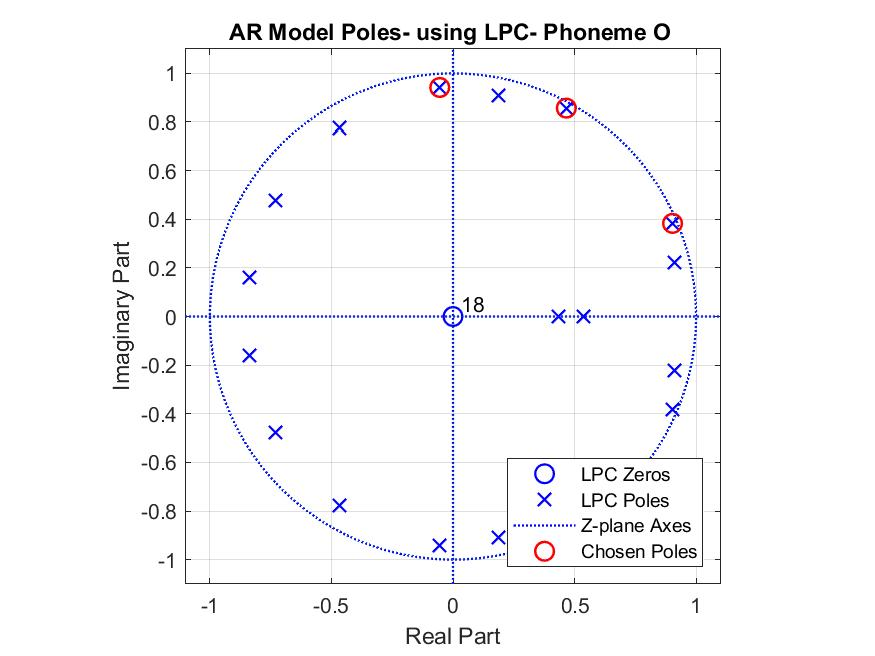 AR Model Poles- using LPC- Phoneme O
1
0.8
0.6
0.4
0.2
0
-0.2
-0.4
-0.6
-0.8
-1
Imaginary Part
18
LPC Zeros
LPC Poles
Z-plane Axes
Chosen Poles
-1
-0.5
0
0.5
1
Real Part